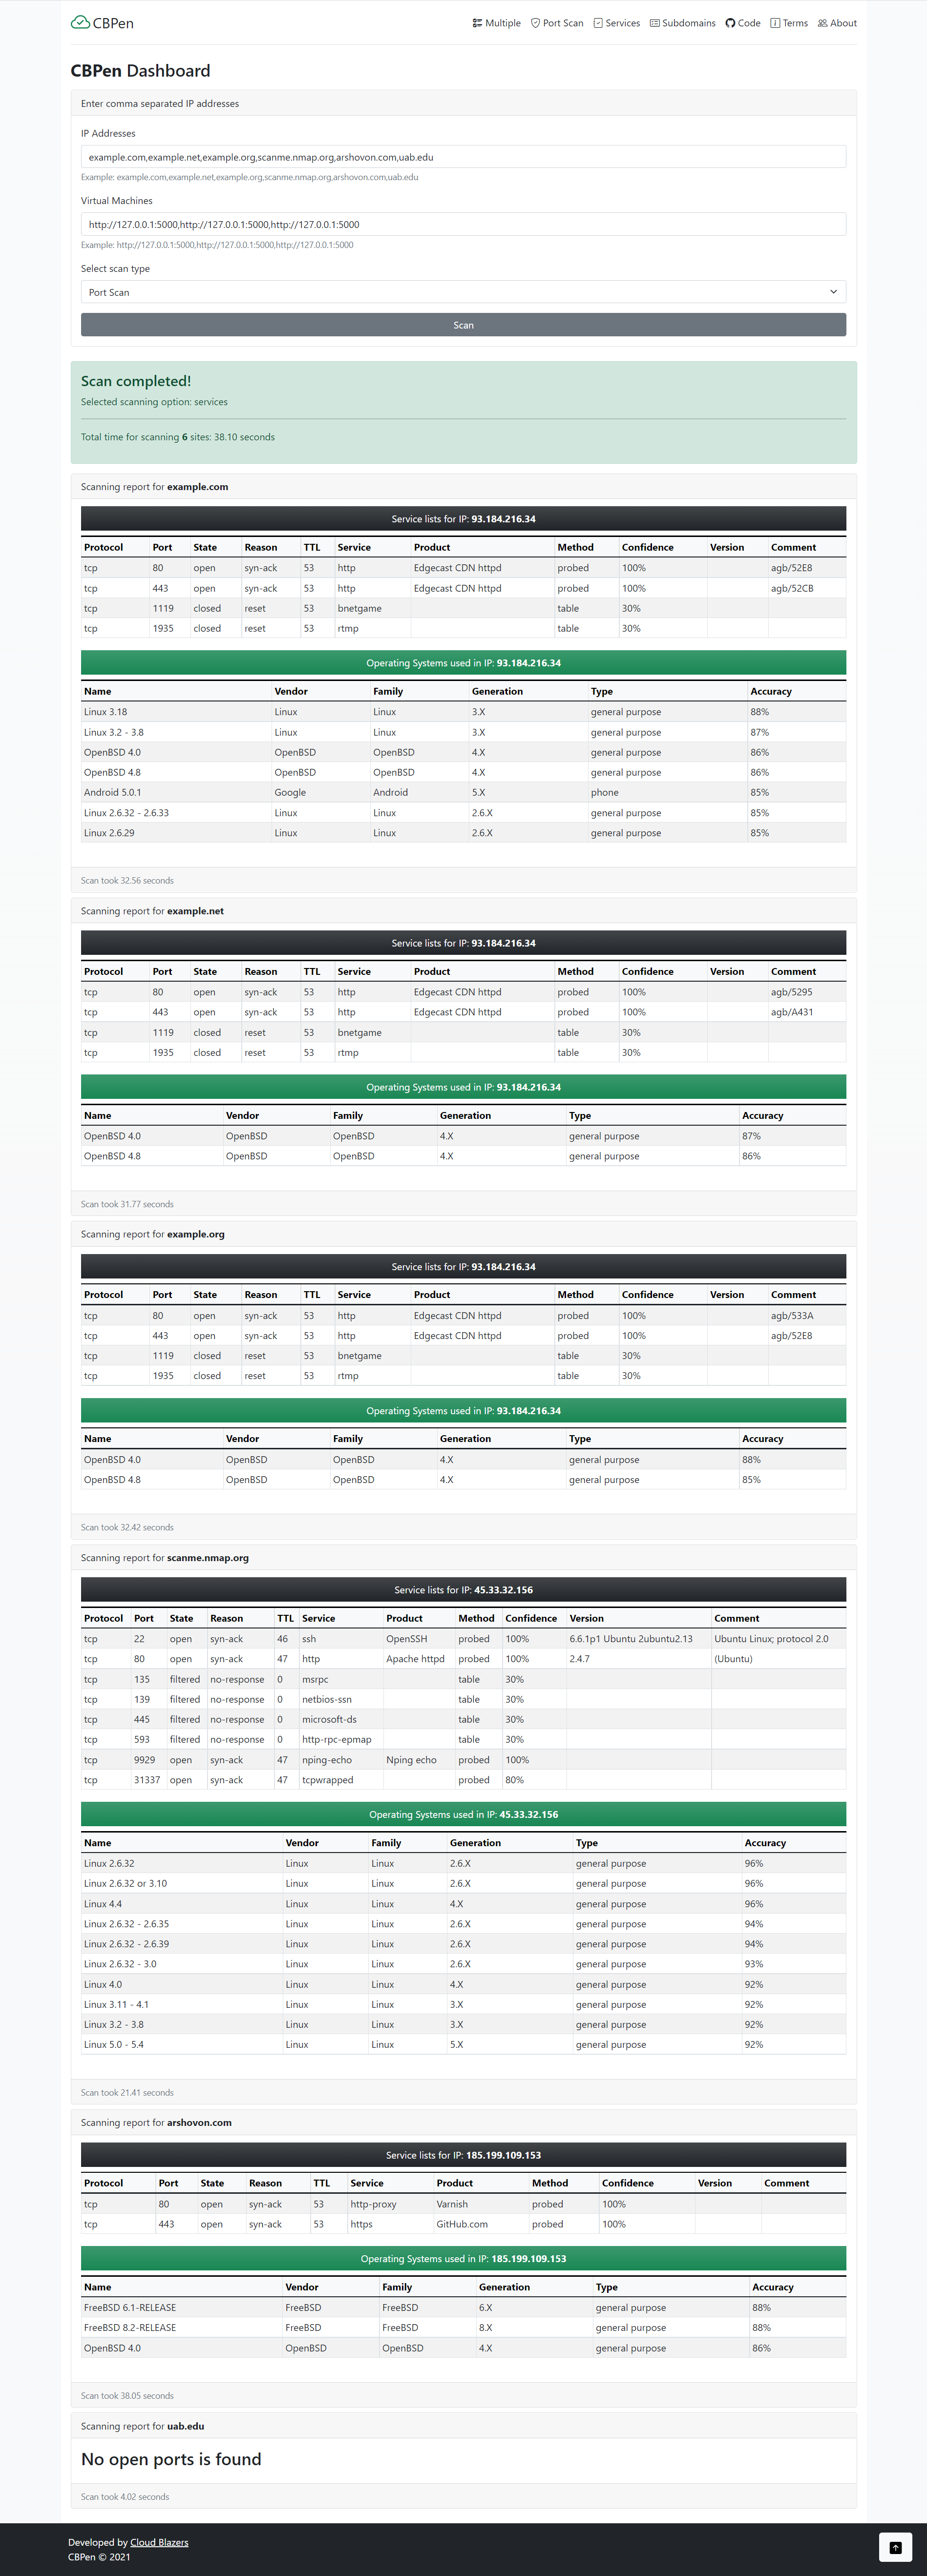 CBPen Multiple Port Scan Services Subdomains Code Terms About
CBPen Dashboard
Enter comma separated IP addresses
IP Addresses
example.com,example.net,example.org,scanme.nmap.org,arshovon.com,uab.edu
Example: example.com,example.net,example.org,scanme.nmap.org,arshovon.com,uab.edu
Virtual Machines
http://127.0.0.1:5000,http://127.0.0.1:5000,http://127.0.0.1:5000
Example: http://127.0.0.1:5000,http://127.0.0.1:5000,http://127.0.0.1:5000
Select scan type
Port Scan
Scan
Scan completed!
Selected scanning option: services
Total time for scanning 6 sites: 38.10 seconds
Scanning report for example.com
Service lists for IP: 93.184.216.34
Protocol Port State Reason TTL Service Product Method Confidence Version Comment
tcp 80 open syn-ack 53 http Edgecast CDN httpd probed 100% agb/52E8
tcp 443 open syn-ack 53 http Edgecast CDN httpd probed 100% agb/52CB
tcp 1119 closed reset 53 bnetgame table 30%
tcp 1935 closed reset 53 rtmp table 30%
Operating Systems used in IP: 93.184.216.34
Name Vendor Family Generation Type Accuracy
Linux 3.18 Linux Linux 3.X general purpose 88%
Linux 3.2 - 3.8 Linux Linux 3.X general purpose 87%
OpenBSD 4.0 OpenBSD OpenBSD 4.X general purpose 86%
OpenBSD 4.8 OpenBSD OpenBSD 4.X general purpose 86%
Android 5.0.1 Google Android 5.X phone 85%
Linux 2.6.32 - 2.6.33 Linux Linux 2.6.X general purpose 85%
Linux 2.6.29 Linux Linux 2.6.X general purpose 85%
Scan took 32.56 seconds
Scanning report for example.net
Service lists for IP: 93.184.216.34
Protocol Port State Reason TTL Service Product Method Confidence Version Comment
tcp 80 open syn-ack 53 http Edgecast CDN httpd probed 100% agb/5295
tcp 443 open syn-ack 53 http Edgecast CDN httpd probed 100% agb/A431
tcp 1119 closed reset 53 bnetgame table 30%
tcp 1935 closed reset 53 rtmp table 30%
Operating Systems used in IP: 93.184.216.34
Name Vendor Family Generation Type Accuracy
OpenBSD 4.0 OpenBSD OpenBSD 4.X general purpose 87%
OpenBSD 4.8 OpenBSD OpenBSD 4.X general purpose 86%
Scan took 31.77 seconds
Scanning report for example.org
Service lists for IP: 93.184.216.34
Protocol Port State Reason TTL Service Product Method Confidence Version Comment
tcp 80 open syn-ack 53 http Edgecast CDN httpd probed 100% agb/533A
tcp 443 open syn-ack 53 http Edgecast CDN httpd probed 100% agb/52E8
tcp 1119 closed reset 53 bnetgame table 30%
tcp 1935 closed reset 53 rtmp table 30%
Operating Systems used in IP: 93.184.216.34
Name Vendor Family Generation Type Accuracy
OpenBSD 4.0 OpenBSD OpenBSD 4.X general purpose 88%
OpenBSD 4.8 OpenBSD OpenBSD 4.X general purpose 85%
Scan took 32.42 seconds
Scanning report for scanme.nmap.org
Service lists for IP: 45.33.32.156
Protocol Port State Reason TTL Service Product Method Confidence Version Comment
tcp 22 open syn-ack 46 ssh OpenSSH probed 100% 6.6.1p1 Ubuntu 2ubuntu2.13 Ubuntu Linux; protocol 2.0
tcp 80 open syn-ack 47 http Apache httpd probed 100% 2.4.7 (Ubuntu)
tcp 135 filtered no-response 0 msrpc table 30%
tcp 139 filtered no-response 0 netbios-ssn table 30%
tcp 445 filtered no-response 0 microsoft-ds table 30%
tcp 593 filtered no-response 0 http-rpc-epmap table 30%
tcp 9929 open syn-ack 47 nping-echo Nping echo probed 100%
tcp 31337 open syn-ack 47 tcpwrapped probed 80%
Operating Systems used in IP: 45.33.32.156
Name Vendor Family Generation Type Accuracy
Linux 2.6.32 Linux Linux 2.6.X general purpose 96%
Linux 2.6.32 or 3.10 Linux Linux 2.6.X general purpose 96%
Linux 4.4 Linux Linux 4.X general purpose 96%
Linux 2.6.32 - 2.6.35 Linux Linux 2.6.X general purpose 94%
Linux 2.6.32 - 2.6.39 Linux Linux 2.6.X general purpose 94%
Linux 2.6.32 - 3.0 Linux Linux 2.6.X general purpose 93%
Linux 4.0 Linux Linux 4.X general purpose 92%
Linux 3.11 - 4.1 Linux Linux 3.X general purpose 92%
Linux 3.2 - 3.8 Linux Linux 3.X general purpose 92%
Linux 5.0 - 5.4 Linux Linux 5.X general purpose 92%
Scan took 21.41 seconds
Scanning report for arshovon.com
Service lists for IP: 185.199.109.153
Protocol Port State Reason TTL Service Product Method Confidence Version Comment
tcp 80 open syn-ack 53 http-proxy Varnish probed 100%
tcp 443 open syn-ack 53 https GitHub.com probed 100%
Operating Systems used in IP: 185.199.109.153
Name Vendor Family Generation Type Accuracy
FreeBSD 6.1-RELEASE FreeBSD FreeBSD 6.X general purpose 88%
FreeBSD 8.2-RELEASE FreeBSD FreeBSD 8.X general purpose 88%
OpenBSD 4.0 OpenBSD OpenBSD 4.X general purpose 86%
Scan took 38.05 seconds
Scanning report for uab.edu
No open ports is found
Scan took 4.02 seconds
Developed by Cloud Blazers
CBPen © 2021